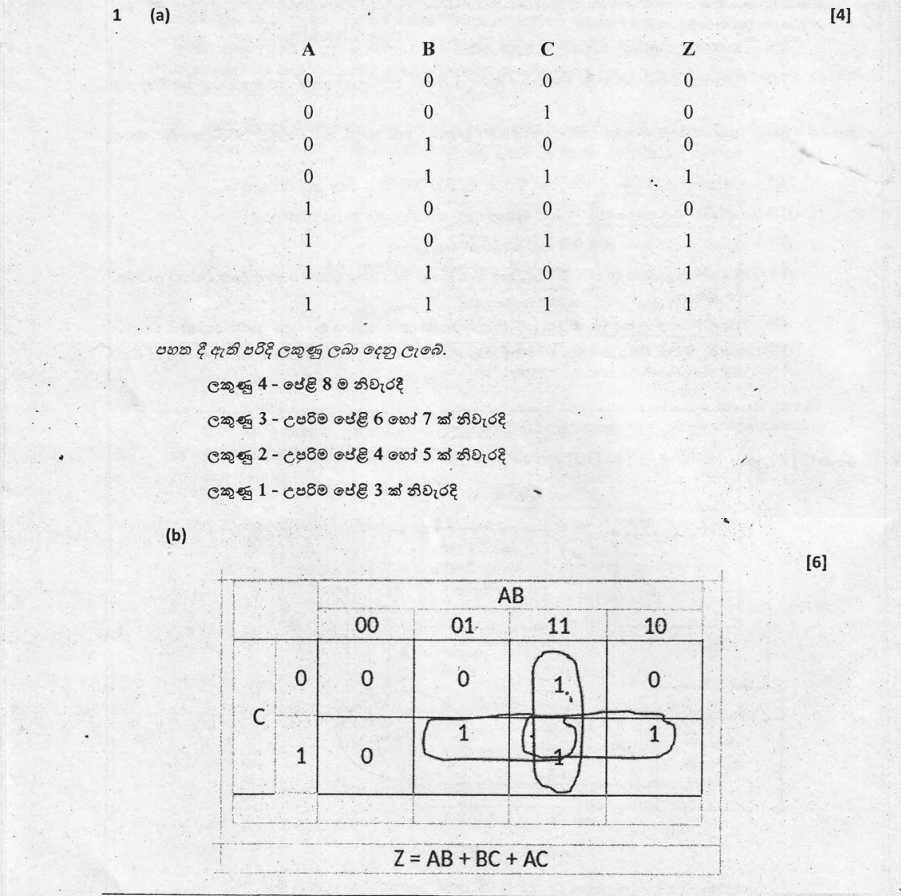 1 (a) [4]
A B C Z
0 0 0 0
0 0 1 0
0 1 0 0
0 1 1 1
1 0 0 0
1 0 1 1
1 1 0 1
1 1 1 1
පහත දී ඇති පරිදි ලකුණු ලබා දෙනු ලැබේ.
ලකුණු 4 - පේළි 8 ම නිවැරදී
ලකුණු 3 - උපරිම පේළි 6 හෝ 7 ක් නිවැරදි
ලකුණු 2 - උපරිම පේළි 4 හෝ 5 ක් නිවැරදි
ලකුණු 1 - උපරිම පේළි 3 ක් නිවැරදි
(b)
[6]
AB
00 01 11 10
0 0 0 1 0
C
1 0 1 1 1
Z = AB + BC + AC